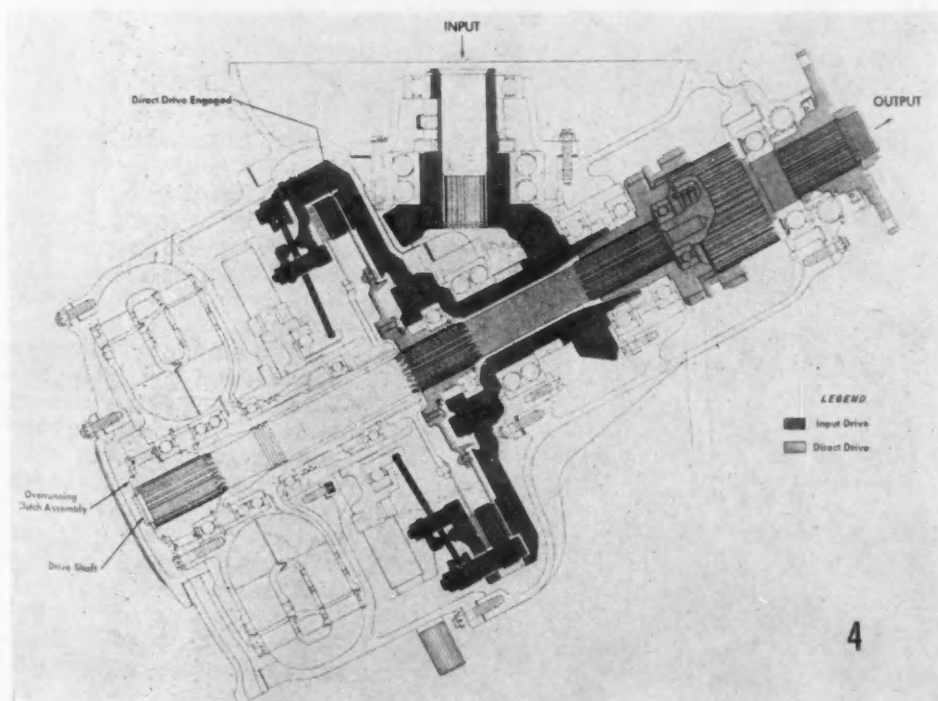 INPUT
Direct Drive Engaged
OUTPUT
LEGEND
Input Drive
Direct Drive
Overrunning
Clutch Assembly
Drive Shaft
4